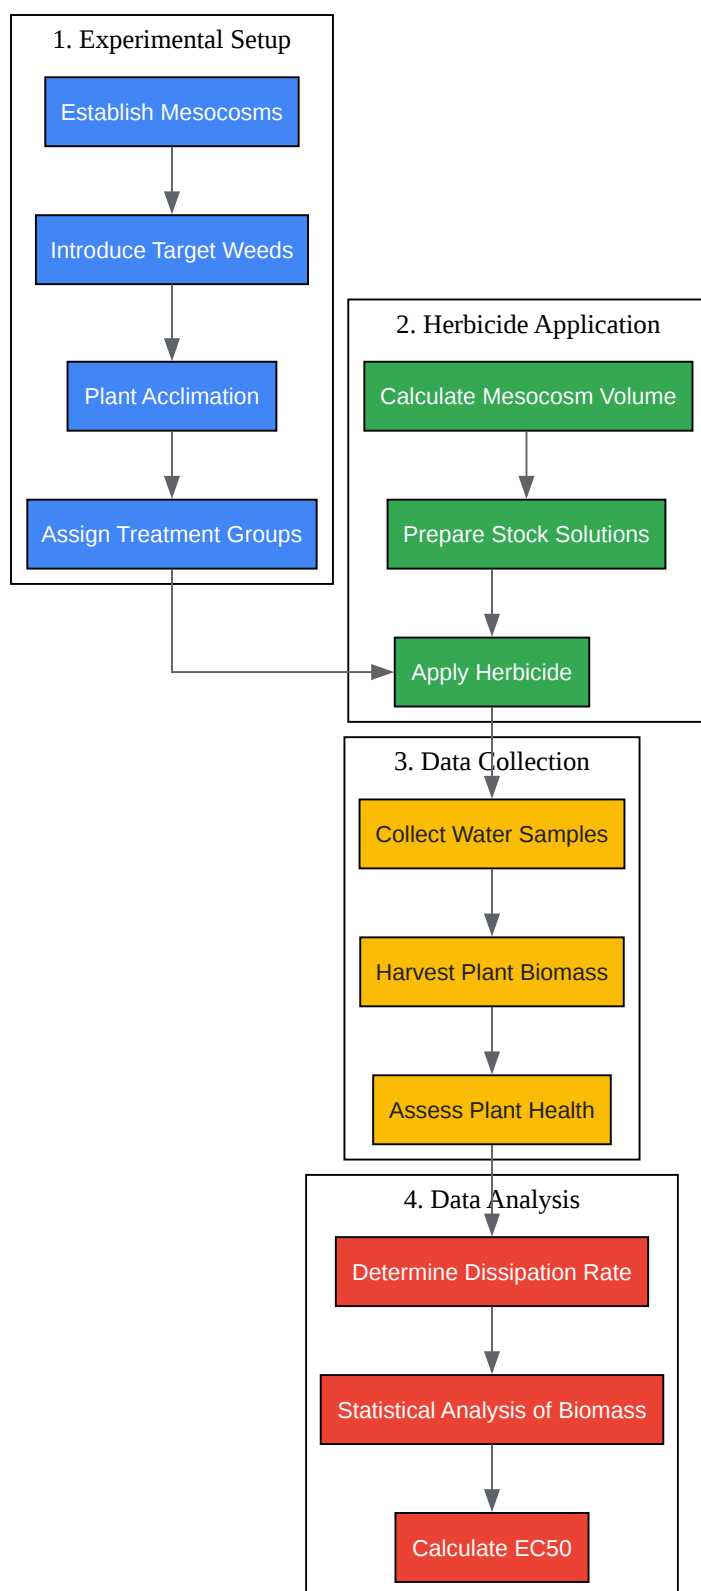 1. Experimental Setup
Establish Mesocosms
Introduce Target Weeds
Plant Acclimation
Assign Treatment Groups
2. Herbicide Application
Calculate Mesocosm Volume
Prepare Stock Solutions
Apply Herbicide
3. Data Collection
Collect Water Samples
Harvest Plant Biomass
Assess Plant Health
4. Data Analysis
Determine Dissipation Rate
Statistical Analysis of Biomass
Calculate EC50